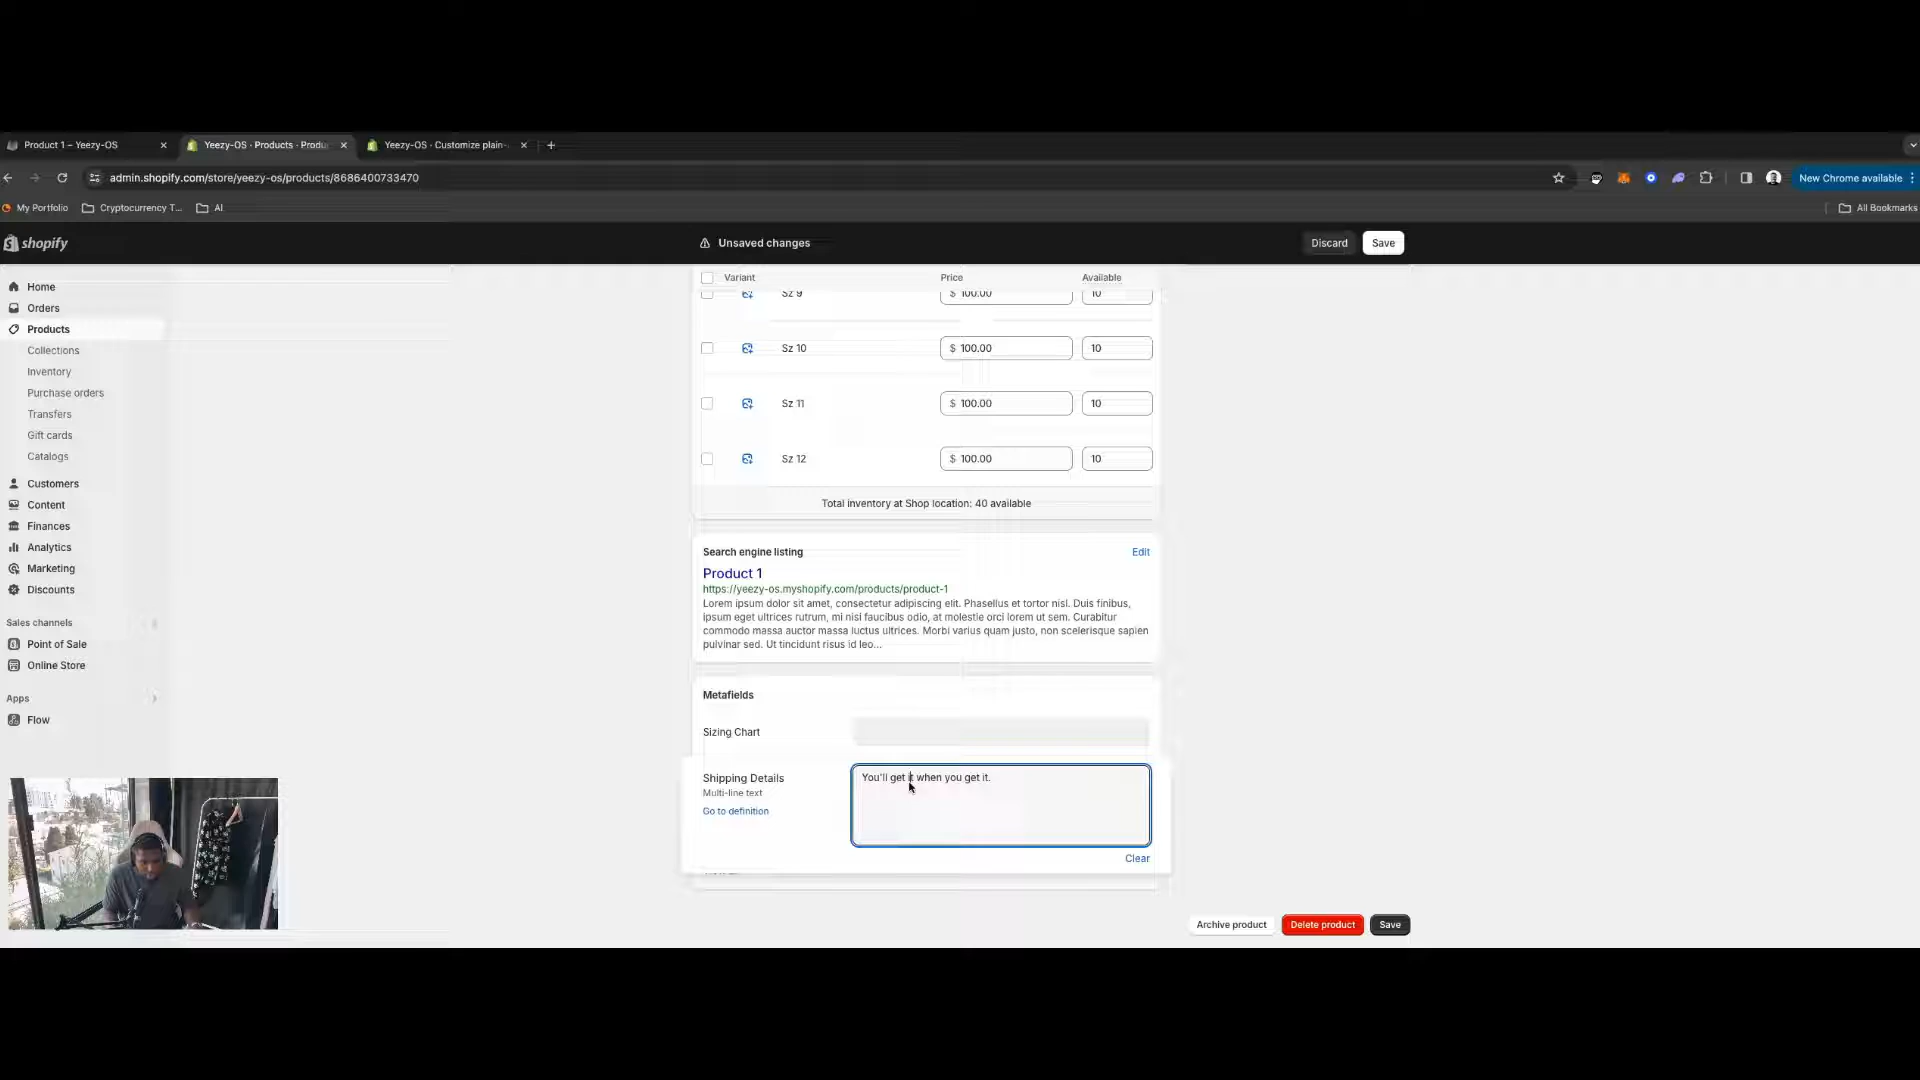 Product 1 – Yeezy-OS
Yeezy-OS · Products · Produ
Yeezy-OS · Customize plain-
admin.shopify.com/store/yeezy-os/products/8686400733470
New Chrome available
My Portfolio
Cryptocurrency T...
AI
All Bookmarks
shopify
Unsaved changes
Discard
Save
Home
Orders
Products
Collections
Inventory
Purchase orders
Transfers
Gift cards
Catalogs
Customers
Content
Finances
Analytics
Marketing
Discounts
Sales channels
Point of Sale
Online Store
Apps
Flow
Variant Price Available
Sz 9 $ 100.00 10
Sz 10 $ 100.00 10
Sz 11 $ 100.00 10
Sz 12 $ 100.00 10
Total inventory at Shop location: 40 available
Search engine listing Edit
Product 1
https://yeezy-os.myshopify.com/products/product-1
Lorem ipsum dolor sit amet, consectetur adipiscing elit. Phasellus et tortor nisl. Duis finibus,
ipsum eget ultrices rutrum, mi nisi faucibus odio, at molestie orci lorem ut sem. Curabitur
commodo massa auctor massa luctus ultrices. Morbi varius quam justo, non scelerisque sapien
pulvinar sed. Ut tincidunt risus id leo...
Metafields
Sizing Chart
Shipping Details
Multi-line text
Go to definition
You'll get it when you get it.
Clear
Archive product
Delete product
Save